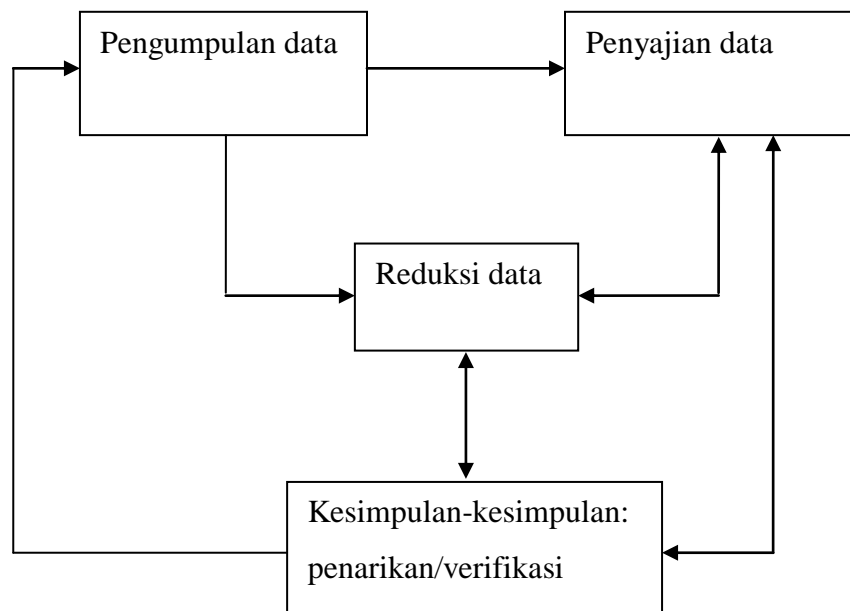 Pengumpulan data
Penyajian data
Reduksi data
Kesimpulan-kesimpulan:
penarikan/verifikasi